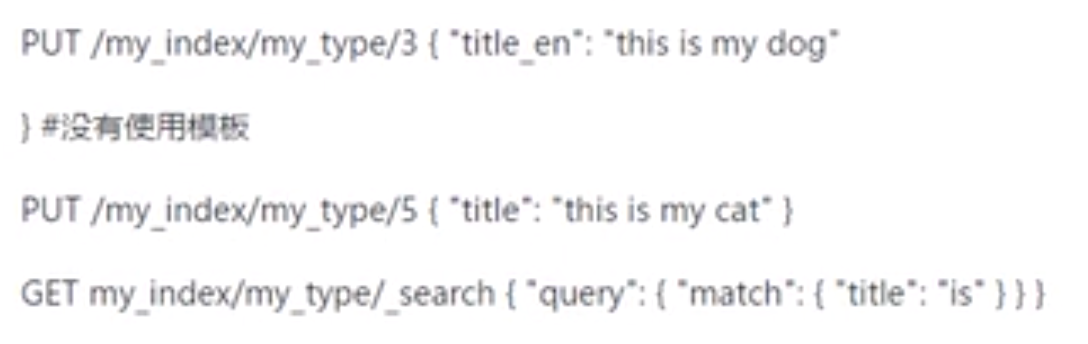 PUT /my_index/my_type/3 { "title_en": "this is my dog"
} #没有使用模板
PUT /my_index/my_type/5 { "title": "this is my cat" }
GET my_index/my_type/_search { "query": { "match": { "title": "is" } } }